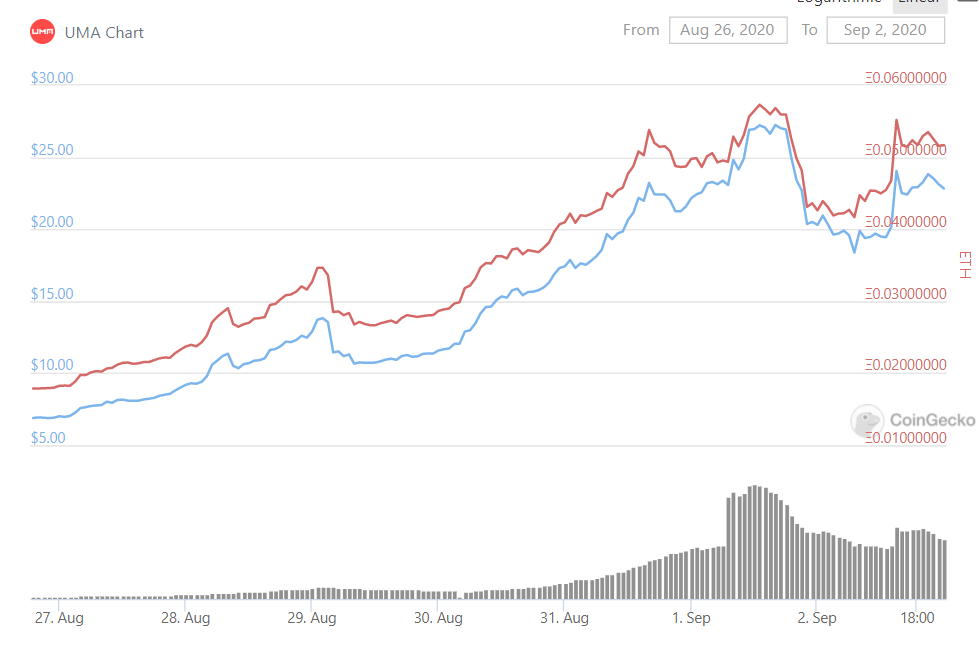 Logarithmic Linear
UMA UMA Chart
From Aug 26, 2020 To Sep 2, 2020
$30.00 Ξ0.06000000
$25.00 Ξ0.05000000
$20.00 Ξ0.04000000
ETH
$15.00 Ξ0.03000000
$10.00 Ξ0.02000000
CoinGecko
$5.00 Ξ0.01000000
27. Aug 28. Aug 29. Aug 30. Aug 31. Aug 1. Sep 2. Sep 18:00